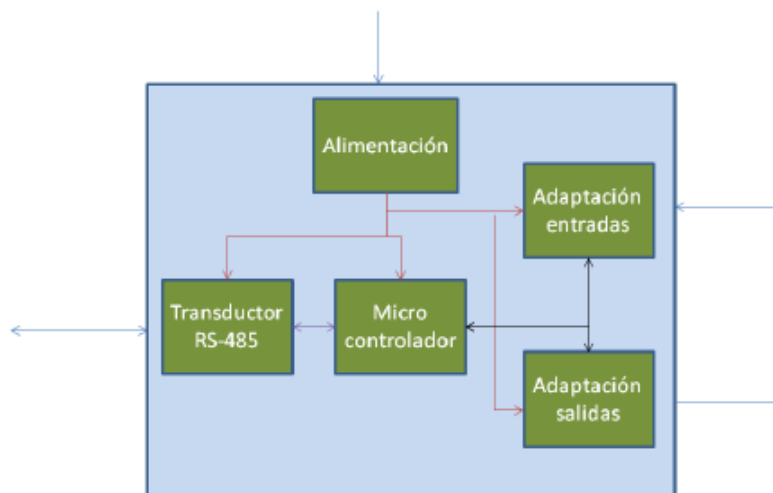 Alimentación
Adaptación
entradas
Transductor
RS-485
Micro
controlador
Adaptación
salidas